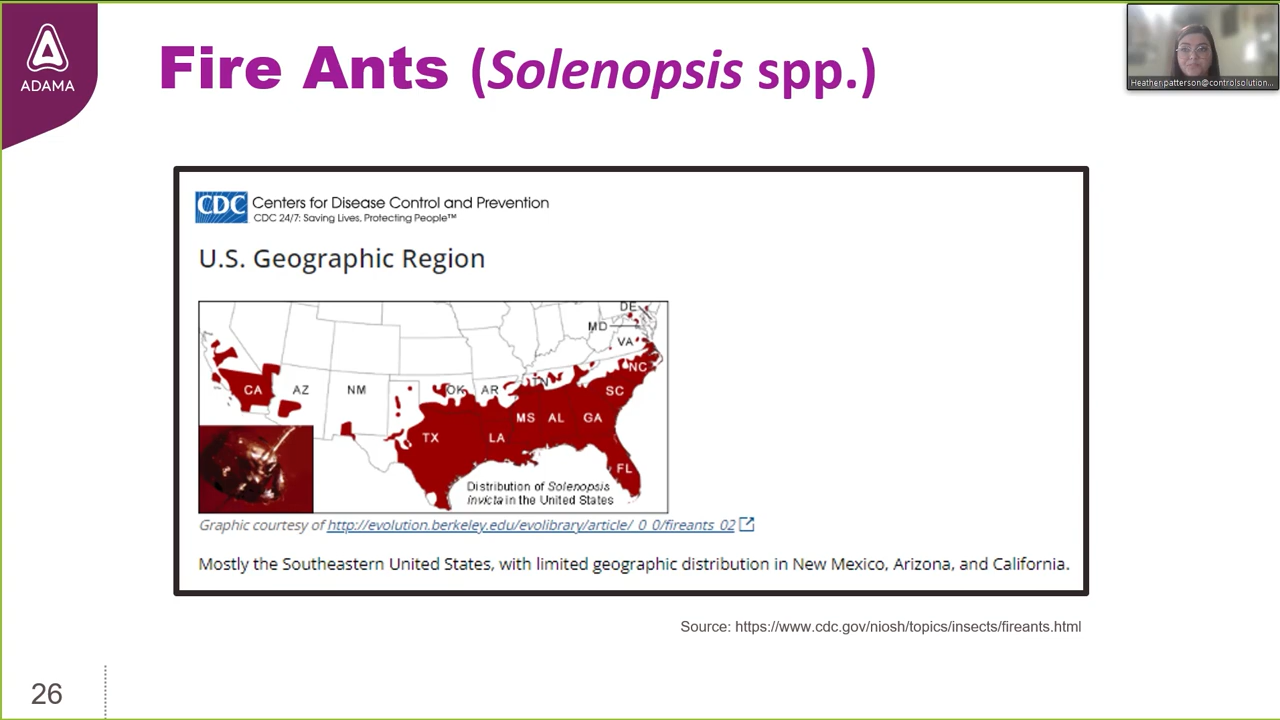 ADAMA
Fire Ants (Solenopsis spp.)
Heather.patterson@controlsolution...
CDC Centers for Disease Control and Prevention
CDC 24/7: Saving Lives, Protecting People™
U.S. Geographic Region
DE
MD
VA
NC
TN
CA
AZ
NM
OK
AR
SC
MS
AL
GA
TX
LA
FL
Distribution of Solenopsis
invicta in the United States
Graphic courtesy of http://evolution.berkeley.edu/evolibrary/article/_0_0/fireants_02
Mostly the Southeastern United States, with limited geographic distribution in New Mexico, Arizona, and California.
Source: https://www.cdc.gov/niosh/topics/insects/fireants.html
26